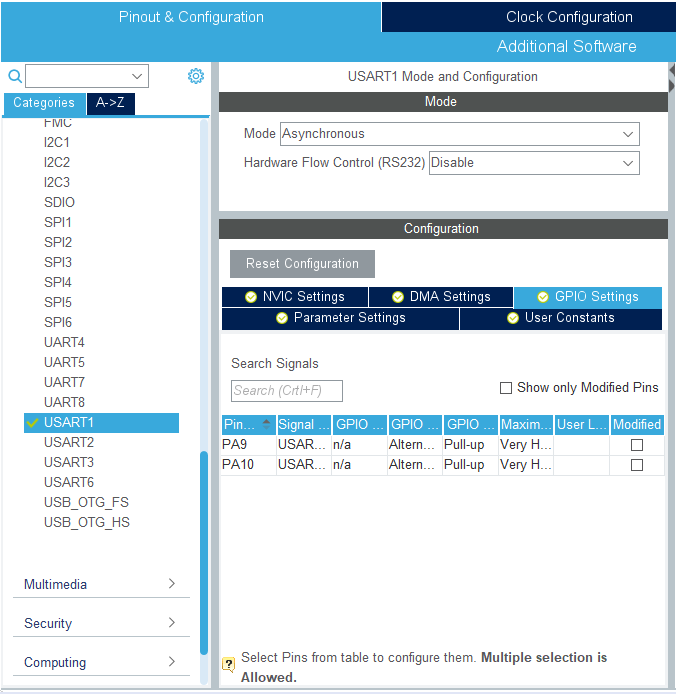 Pinout & Configuration
Clock Configuration
Additional Software
Categories
A->Z
FMC
I2C1
I2C2
I2C3
SDIO
SPI1
SPI2
SPI3
SPI4
SPI5
SPI6
UART4
UART5
UART7
UART8
USART1
USART2
USART3
USART6
USB_OTG_FS
USB_OTG_HS
Multimedia
Security
Computing
USART1 Mode and Configuration
Mode
Mode Asynchronous
Hardware Flow Control (RS232) Disable
Configuration
Reset Configuration
NVIC Settings DMA Settings GPIO Settings
Parameter Settings User Constants
Search Signals
Search (CrtI+F)
Show only Modified Pins
Pin... Signal ... GPIO ... GPIO ... GPIO ... Maxim... User L... Modified
PA9 USAR... n/a Altern... Pull-up Very H...
PA10 USAR... n/a Altern... Pull-up Very H...
Select Pins from table to configure them. Multiple selection is
Allowed.